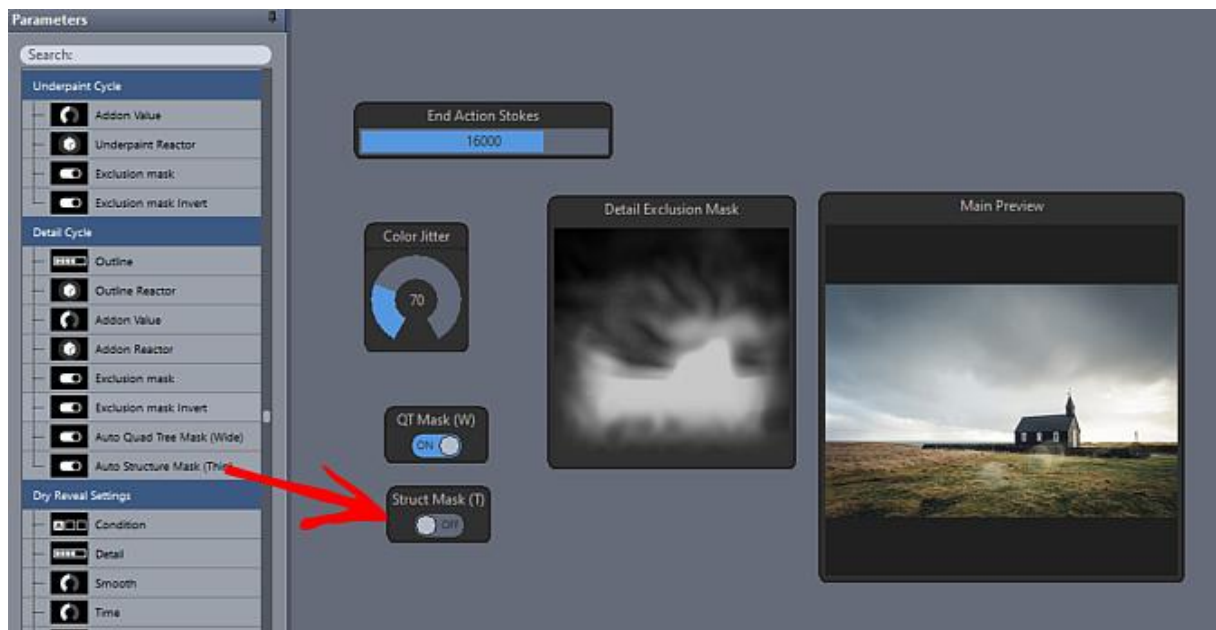 Parameters
Search:
Underpaint Cycle
Addon Value
Underpaint Reactor
Exclusion mask
Exclusion mask Invert
Detail Cycle
Outline
Outline Reactor
Addon Value
Addon Reactor
Exclusion mask
Exclusion mask Invert
Auto Quad Tree Mask (Wide)
Auto Structure Mask (Thin)
Dry Reveal Settings
Condition
Detail
Smooth
Time
End Action Stokes
16000
Color Jitter
70
QT Mask (W)
ON
Struct Mask (T)
OFF
Detail Exclusion Mask
Main Preview